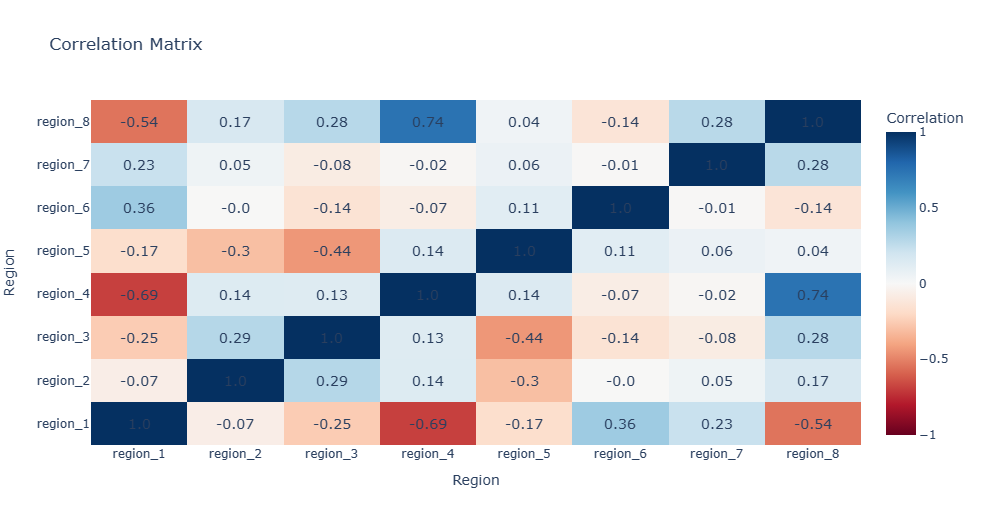 Correlation Matrix
Correlation
region_8 -0.54 0.17 0.28 0.74 0.04 -0.14 0.28 1.0 1
region_7 0.23 0.05 -0.08 -0.02 0.06 -0.01 1.0 0.28
region_6 0.36 -0.0 -0.14 -0.07 0.11 1.0 -0.01 -0.14 0.5
region_5 -0.17 -0.3 -0.44 0.14 1.0 0.11 0.06 0.04
Region
region_4 -0.69 0.14 0.13 1.0 0.14 -0.07 -0.02 0.74 0
region_3 -0.25 0.29 1.0 0.13 -0.44 -0.14 -0.08 0.28
−0.5
region_2 -0.07 1.0 0.29 0.14 -0.3 -0.0 0.05 0.17
region_1 1.0 -0.07 -0.25 -0.69 -0.17 0.36 0.23 -0.54 −1
region_1 region_2 region_3 region_4 region_5 region_6 region_7 region_8
Region